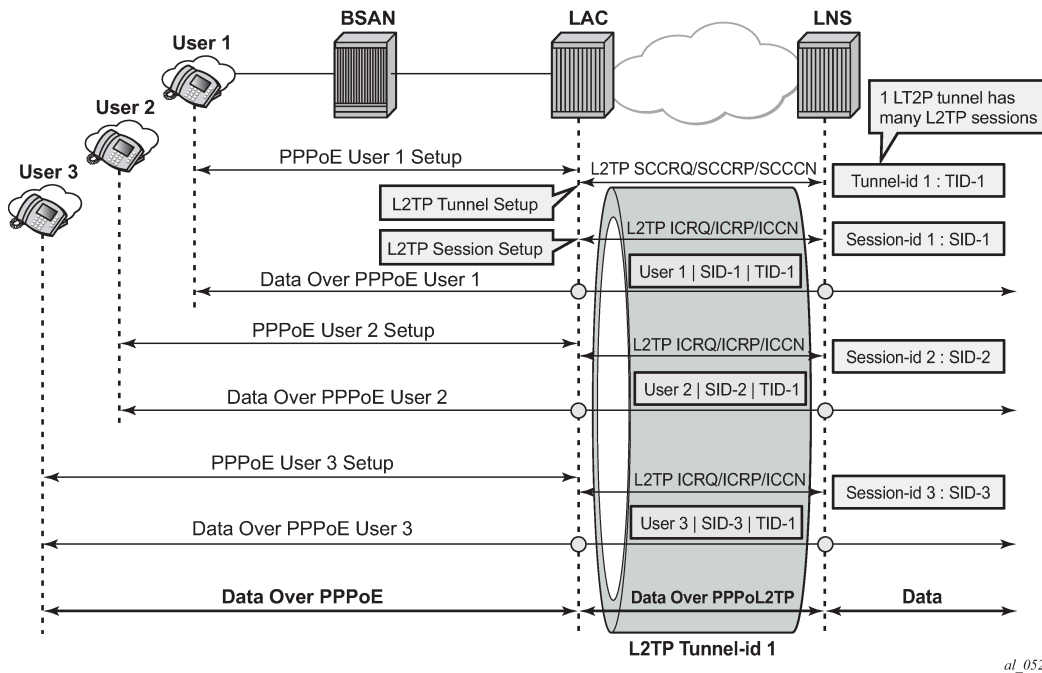 BSAN
LAC
LNS
User 1
User 2
User 3
1 LT2P tunnel has
many L2TP sessions
PPPoE User 1 Setup
L2TP SCCRQ/SCCRP/SCCCN
Tunnel-id 1 : TID-1
L2TP Tunnel Setup
L2TP ICRQ/ICRP/ICCN
Session-id 1 : SID-1
L2TP Session Setup
User 1 | SID-1 | TID-1
Data Over PPPoE User 1
PPPoE User 2 Setup
L2TP ICRQ/ICRP/ICCN
Session-id 2 : SID-2
User 2 | SID-2 | TID-1
Data Over PPPoE User 2
PPPoE User 3 Setup
L2TP ICRQ/ICRP/ICCN
Session-id 3 : SID-3
User 3 | SID-3 | TID-1
Data Over PPPoE User 3
Data Over PPPoE
Data Over PPPoL2TP
Data
L2TP Tunnel-id 1
al_052